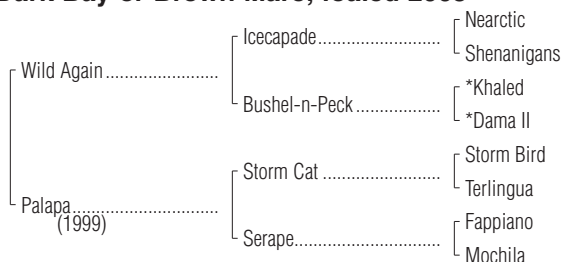 Dark Bay or Brown Mare; foaled
Nearctic
Icecapade
Shenanigans
Wild Again
*Khaled
Bushel-n-Peck
*Dama II
Storm Bird
Storm Cat
Terlingua
Palapa
(1999)
Fappiano
Serape
Mochila